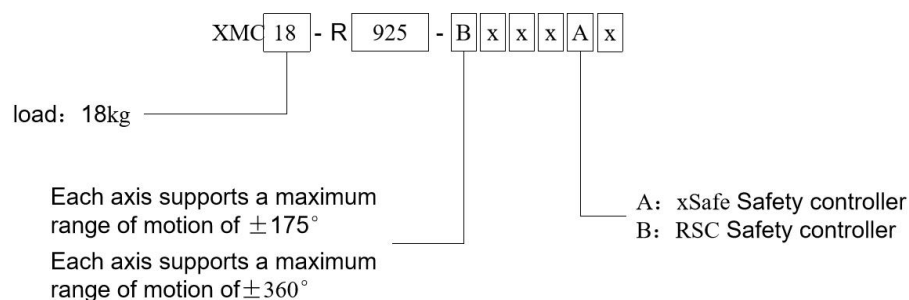 XMC 18 - R 925 - B x x x A x
load：18kg
Each axis supports a maximum
range of motion of ±175°
Each axis supports a maximum
range of motion of±360°
A：xSafe Safety controller
B：RSC Safety controller